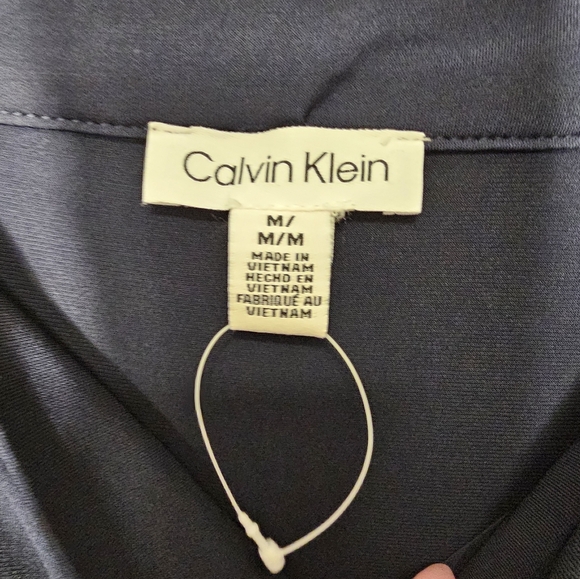 Calvin Klein
M/
M/M
MADE IN
VIETNAM
HECHO EN
VIETNAM
FABRIQUÉ AU
VIETNAM